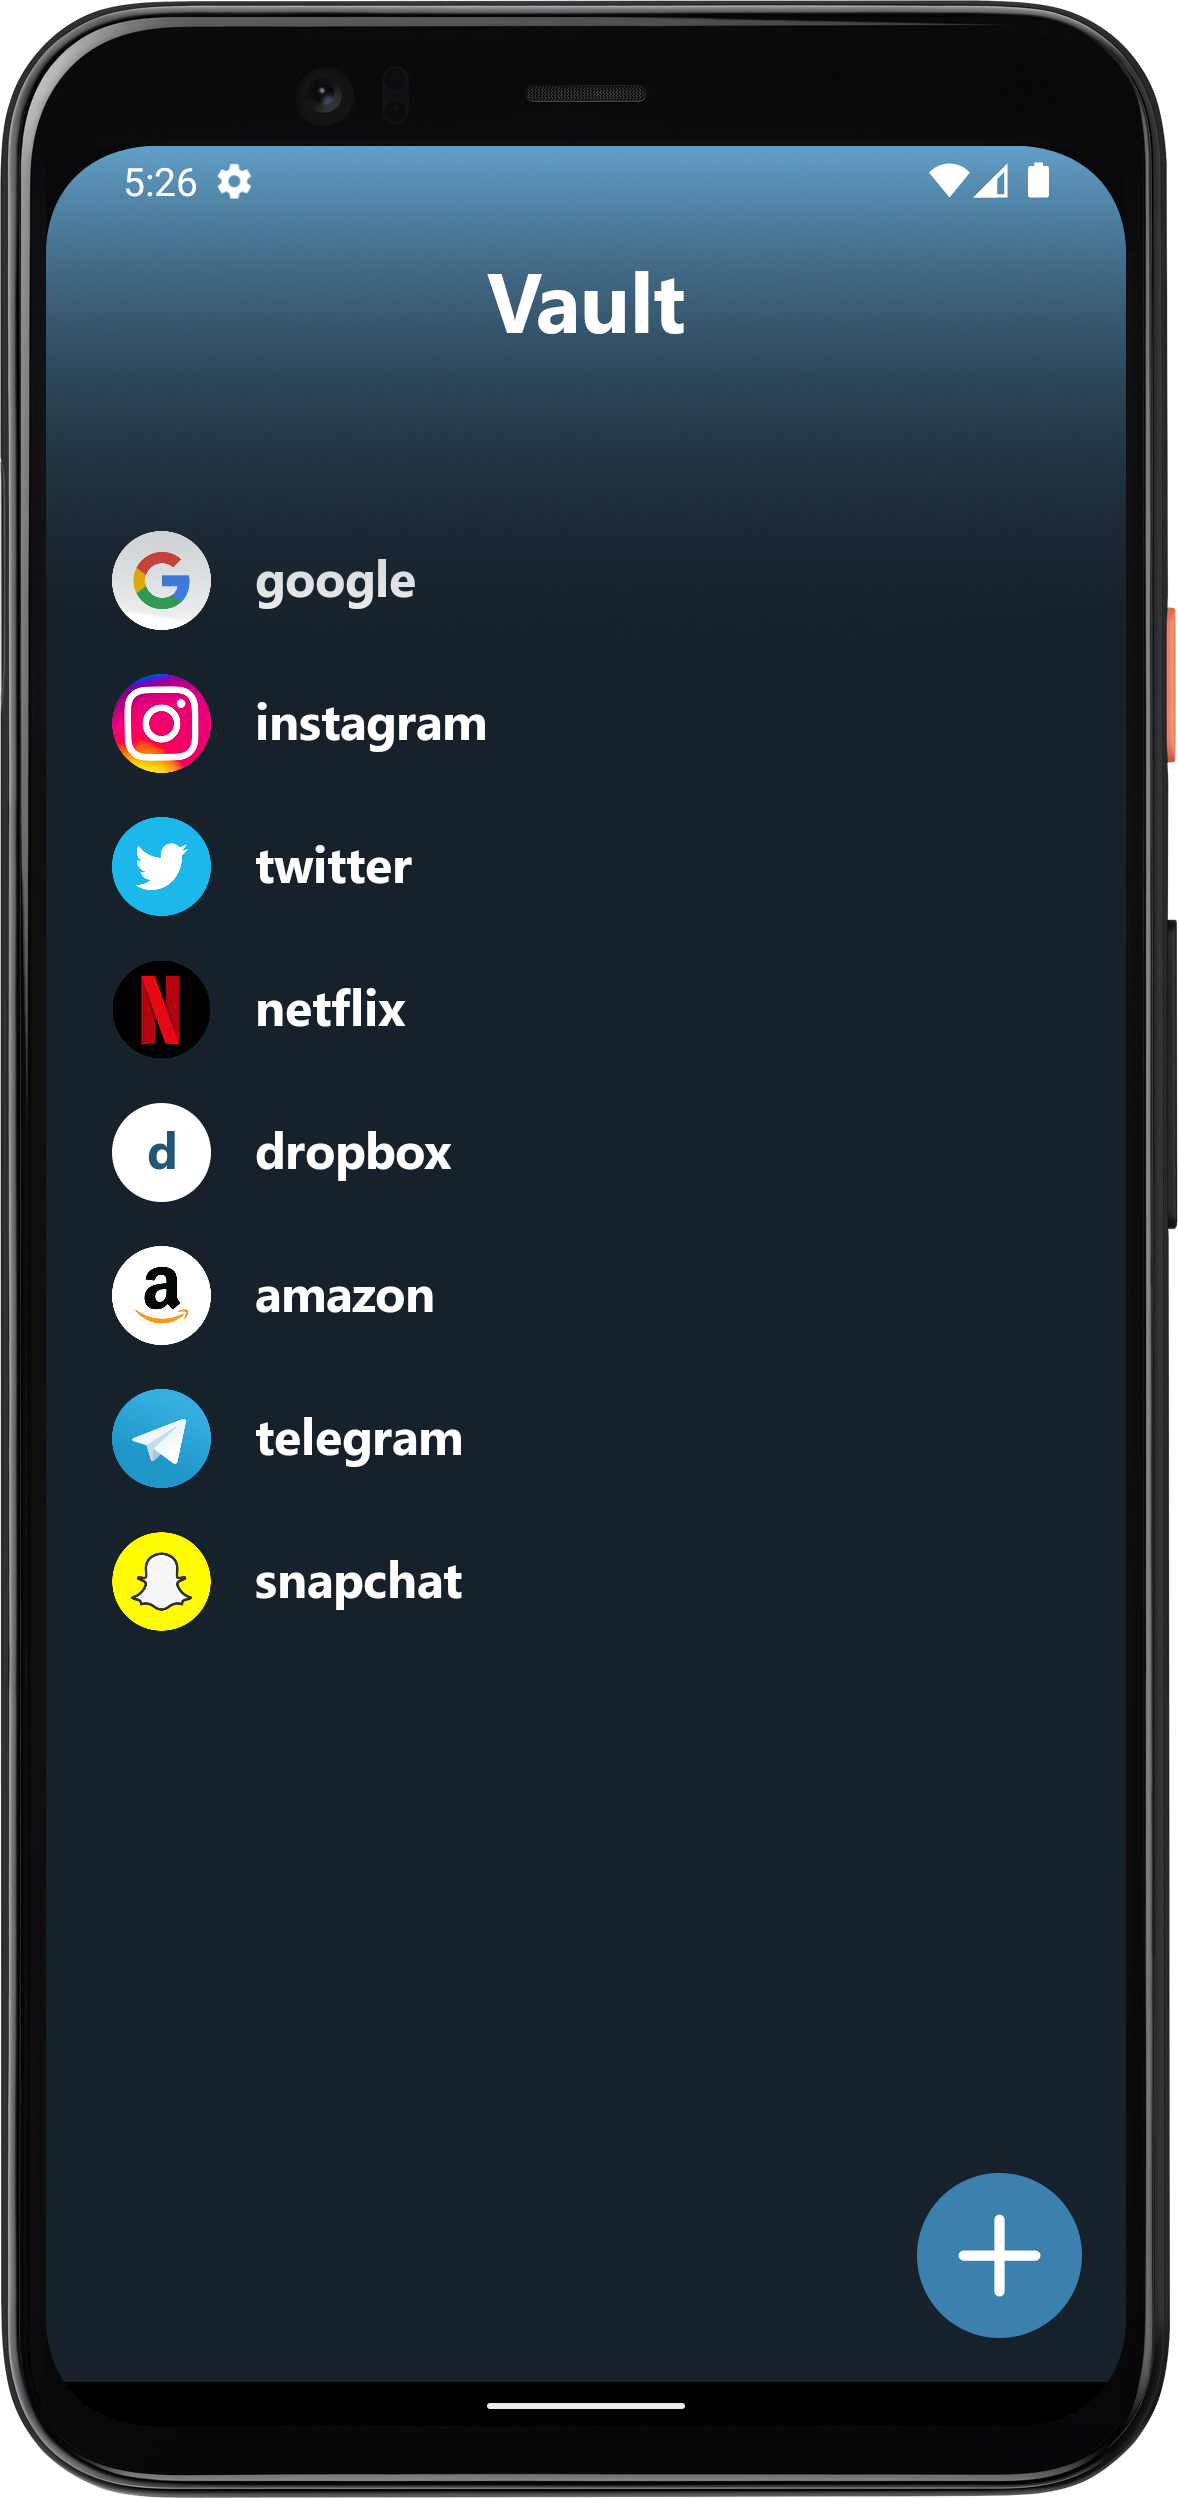 5:26
Vault
google
instagram
twitter
netflix
d dropbox
a amazon
telegram
snapchat